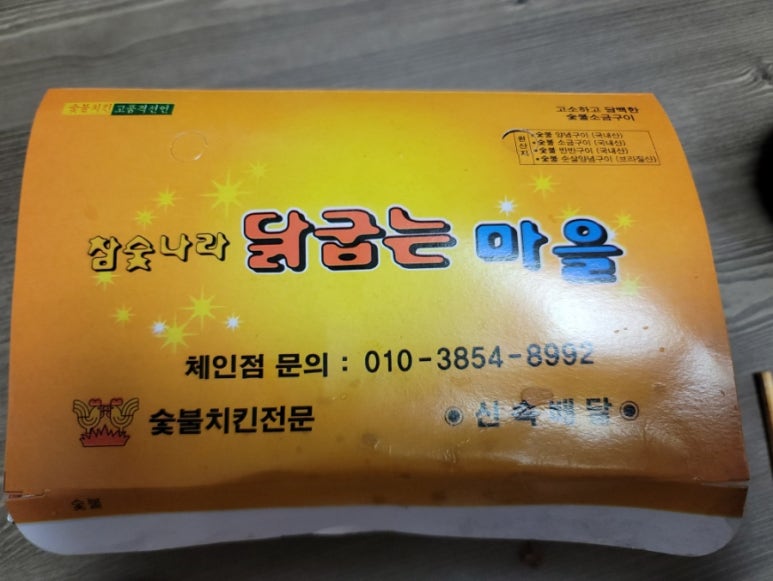 숯불치킨 고품격선언
고소하고 담백한
숯불소금구이
원산지
• 숯불 양념구이 (국내산)
• 숯불 소금구이 (국내산)
• 숯불 반반구이 (국내산)
• 숯불 순살양념구이 (브라질산)
참숯나라 닭굽는 마을
체인점 문의 : 010-3854-8992
숯불치킨전문
신속배달
숯불